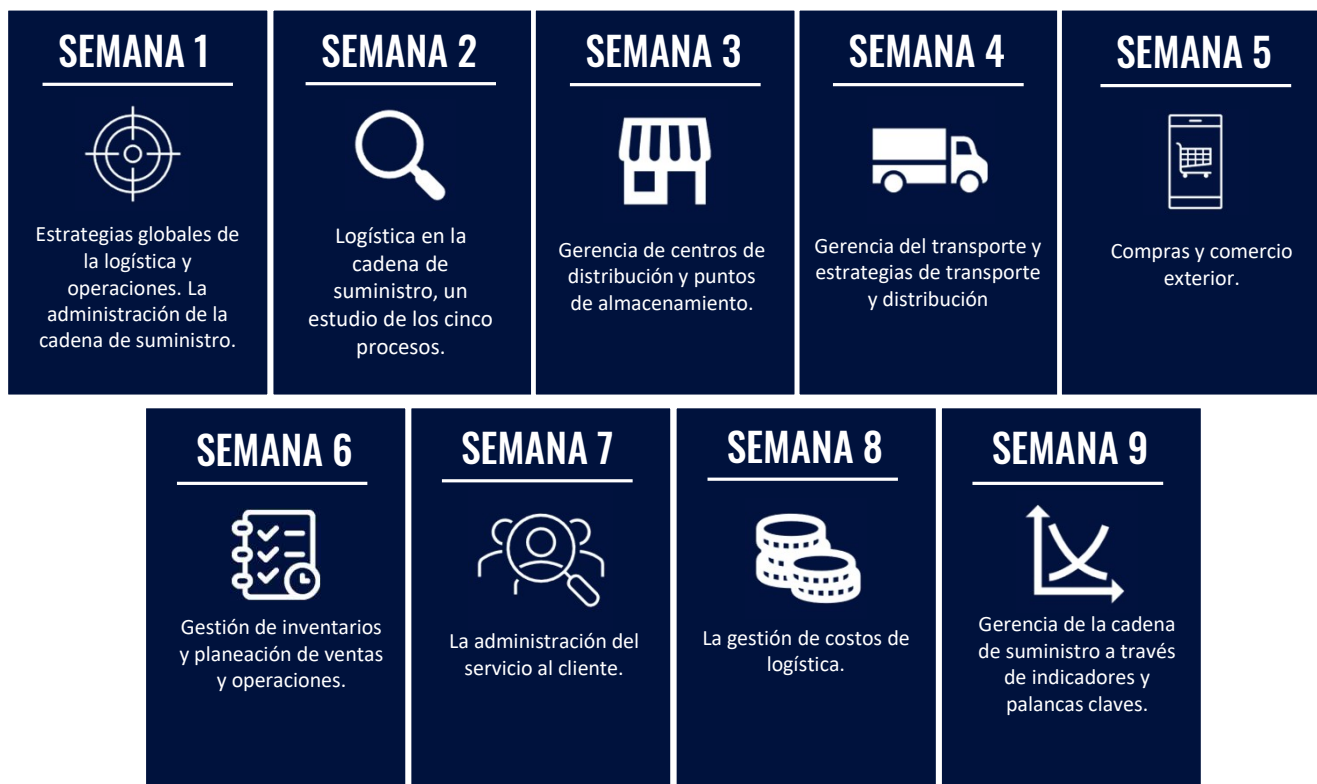 SEMANA 1
Estrategias globales de
la logística y
operaciones. La
administración de la
cadena de suministro.
SEMANA 2
Logística en la
cadena de
suministro, un
estudio de los cinco
procesos.
SEMANA 3
Gerencia de centros de
distribución y puntos
de almacenamiento.
SEMANA 4
Gerencia del transporte y
estrategias de transporte
y distribución
SEMANA 5
Compras y comercio
exterior.
SEMANA 6
Gestión de inventarios
y planeación de ventas
y operaciones.
SEMANA 7
La administración del
servicio al cliente.
SEMANA 8
La gestión de costos de
logística.
SEMANA 9
Gerencia de la cadena
de suministro a través
de indicadores y
palancas claves.